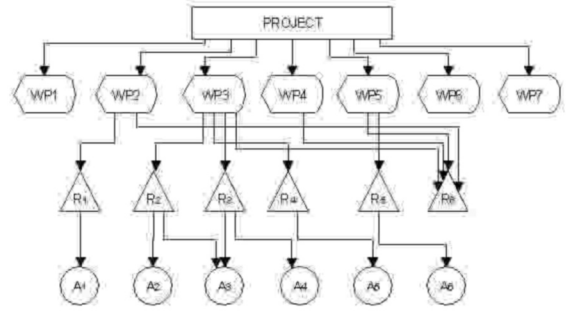 PROJECT
WP1 WP2 WP3 WP4 WP5 WP6 WP7
R1 R2 R3 R4 R5 R6
A1 A2 A3 A4 A5 A6